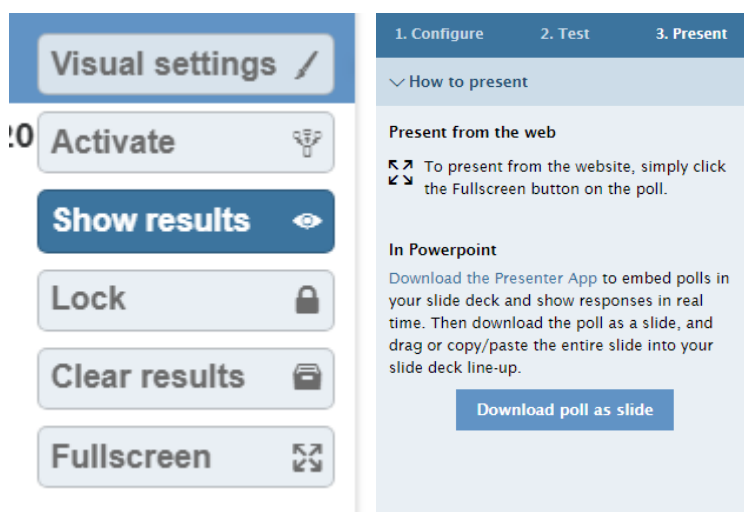 Visual settings
:0
Activate
Show results
Lock
Clear results
Fullscreen
1. Configure 2. Test 3. Present
How to present
Present from the web
To present from the website, simply click
the Fullscreen button on the poll.
In Powerpoint
Download the Presenter App to embed polls in
your slide deck and show responses in real
time. Then download the poll as a slide, and
drag or copy/paste the entire slide into your
slide deck line-up.
Download poll as slide